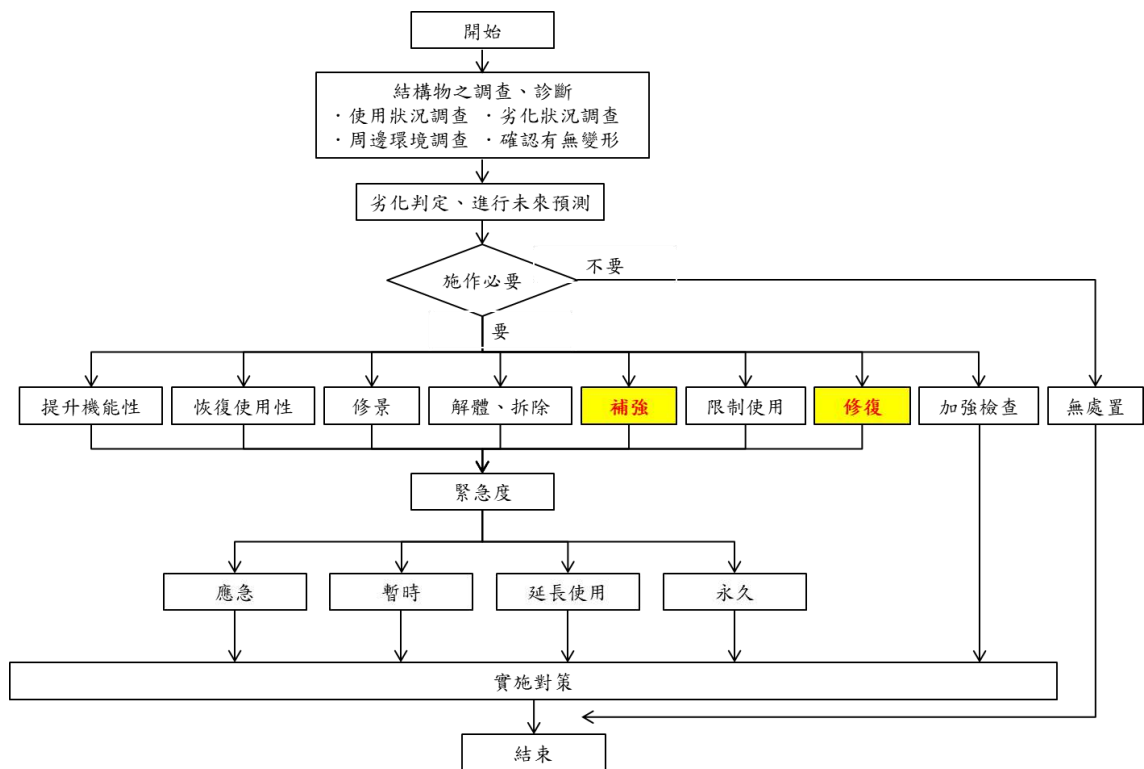 開始
結構物之調查、診斷
．使用狀況調查 ．劣化狀況調查
．周邊環境調查 ．確認有無變形
劣化判定、進行未來預測
施作必要
不要
要
提升機能性
恢復使用性
修景
解體、拆除
補強
限制使用
修復
加強檢查
無處置
緊急度
應急
暫時
延長使用
永久
實施對策
結束